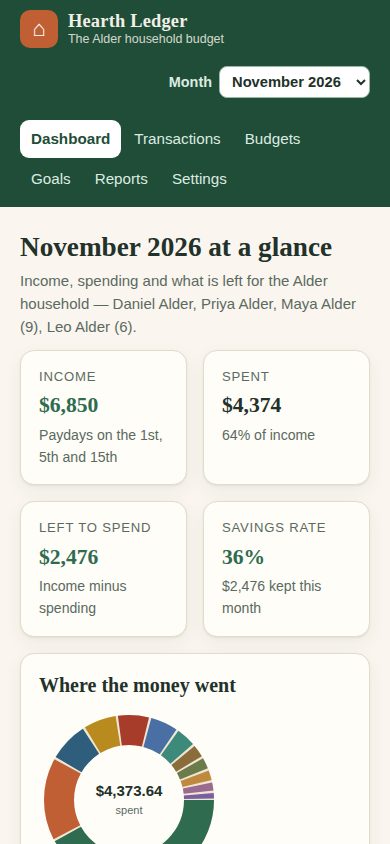 Hearth Ledger
The Alder household budget
Month November 2026
Dashboard Transactions Budgets
Goals Reports Settings
November 2026 at a glance
Income, spending and what is left for the Alder
household — Daniel Alder, Priya Alder, Maya Alder
(9), Leo Alder (6).
INCOME
$6,850
Paydays on the 1st,
5th and 15th
SPENT
$4,374
64% of income
LEFT TO SPEND
$2,476
Income minus
spending
SAVINGS RATE
36%
$2,476 kept this
month
Where the money went
$4,373.64
spent